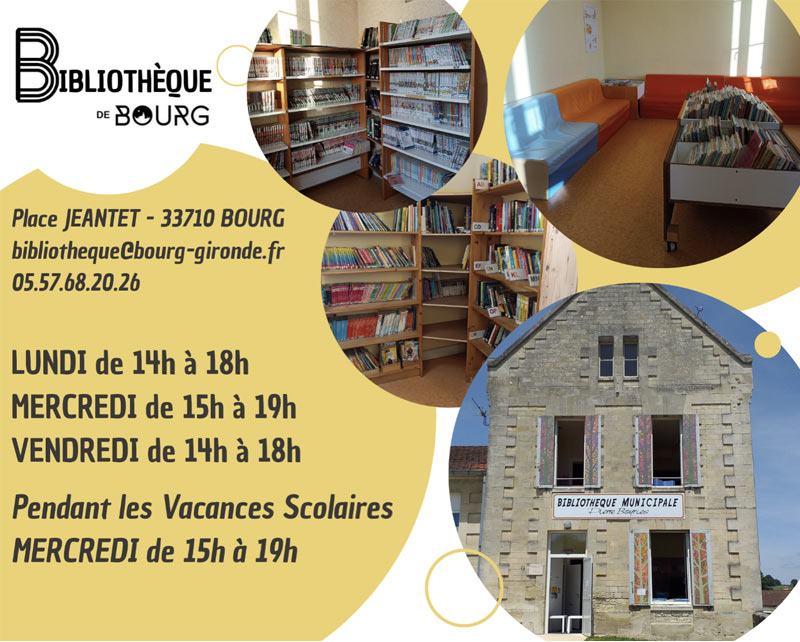 BIBLIOTHÈQUE
DE BOURG
Place JEANTET - 33710 BOURG
bibliotheque@bourg-gironde.fr
05.57.68.20.26
LUNDI de 14h à 18h
MERCREDI de 15h à 19h
VENDREDI de 14h à 18h
Pendant les Vacances Scolaires
MERCREDI de 15h à 19h
BIBLIOTHEQUE MUNICIPALE